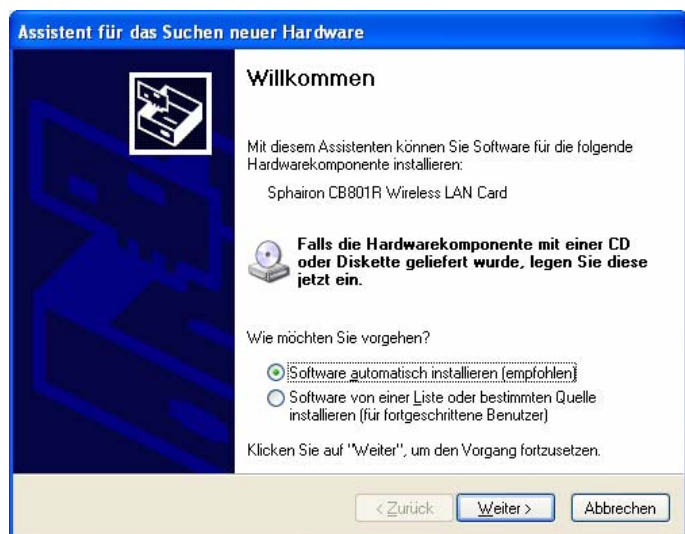 Assistent für das Suchen neuer Hardware
Willkommen
Mit diesem Assistenten können Sie Software für die folgende
Hardwarekomponente installieren:
Sphairon CB801R Wireless LAN Card
Falls die Hardwarekomponente mit einer CD
oder Diskette geliefert wurde, legen Sie diese
jetzt ein.
Wie möchten Sie vorgehen?
Software automatisch installieren (empfohlen)
Software von einer Liste oder bestimmten Quelle
installieren (für fortgeschrittene Benutzer)
Klicken Sie auf "Weiter", um den Vorgang fortzusetzen.
< Zurück Weiter > Abbrechen